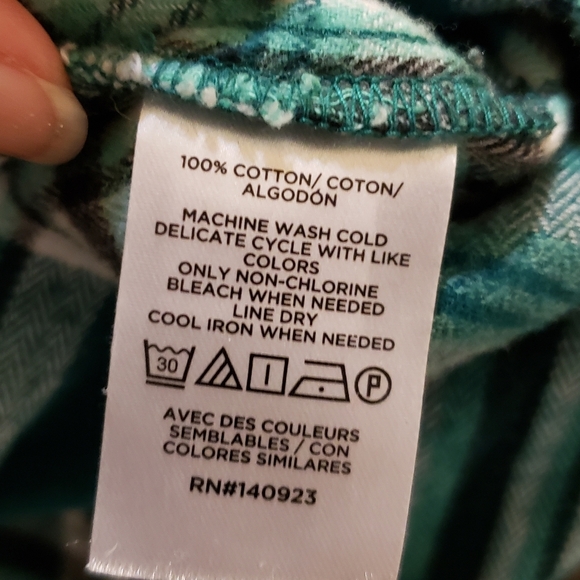 100% COTTON/ COTON/
ALGODÓN
MACHINE WASH COLD
DELICATE CYCLE WITH LIKE
COLORS
ONLY NON-CHLORINE
BLEACH WHEN NEEDED
LINE DRY
COOL IRON WHEN NEEDED
30 P
AVEC DES COULEURS
SEMBLABLES / CON
COLORES SIMILARES
RN#140923